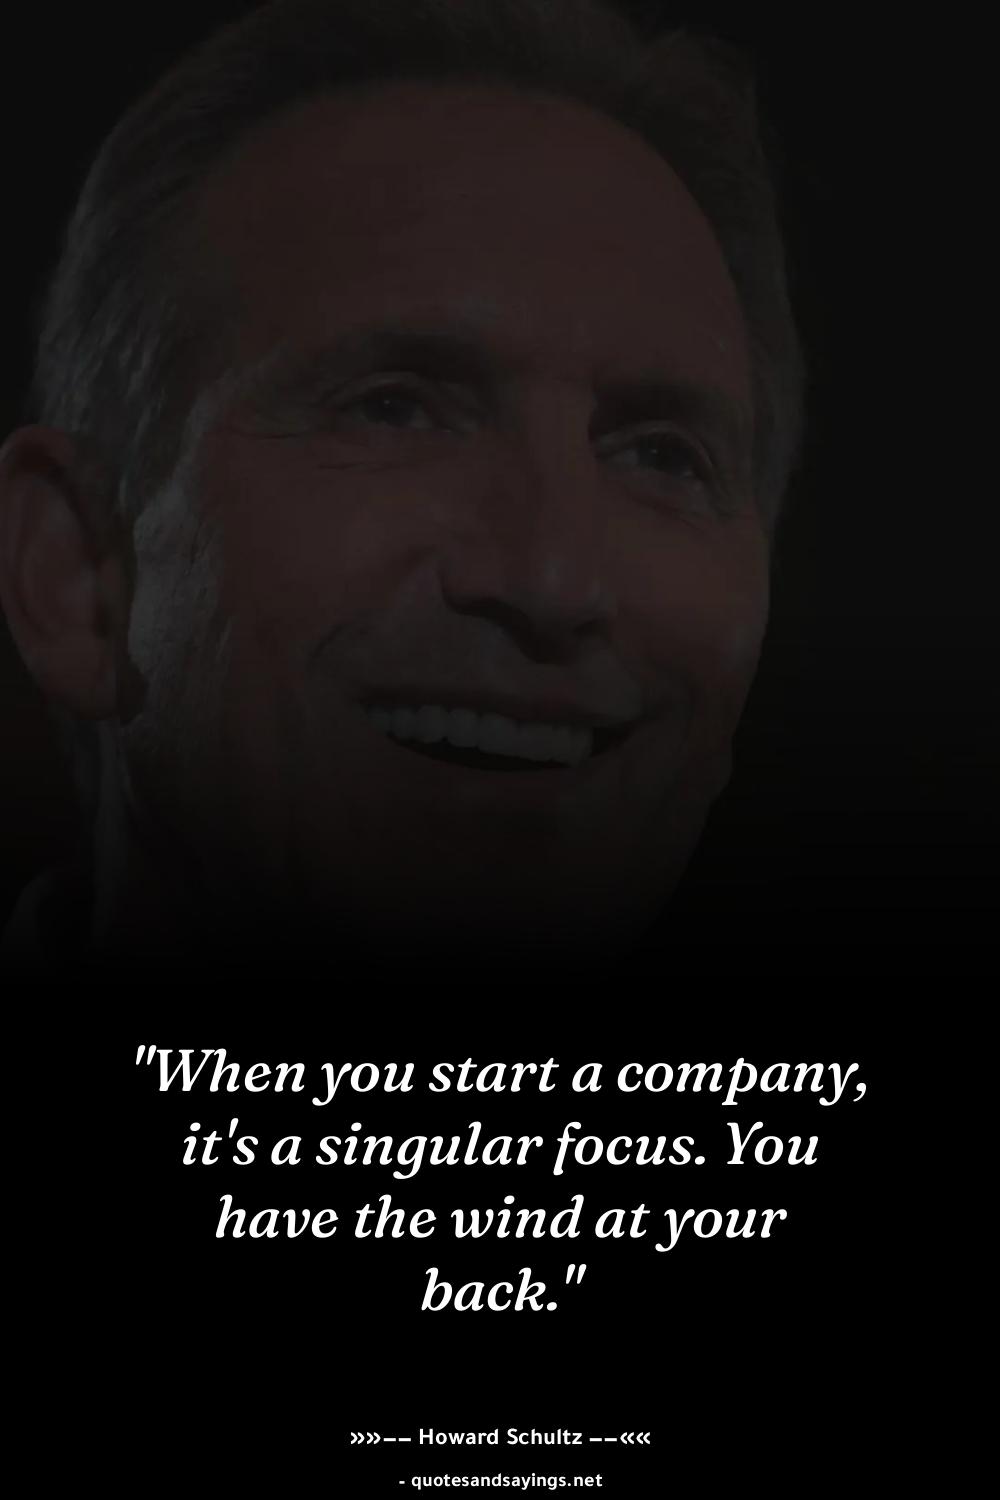 "When you start a company,
it's a singular focus. You
have the wind at your
back."
»»−− Howard Schultz −−««
- quotesandsayings.net